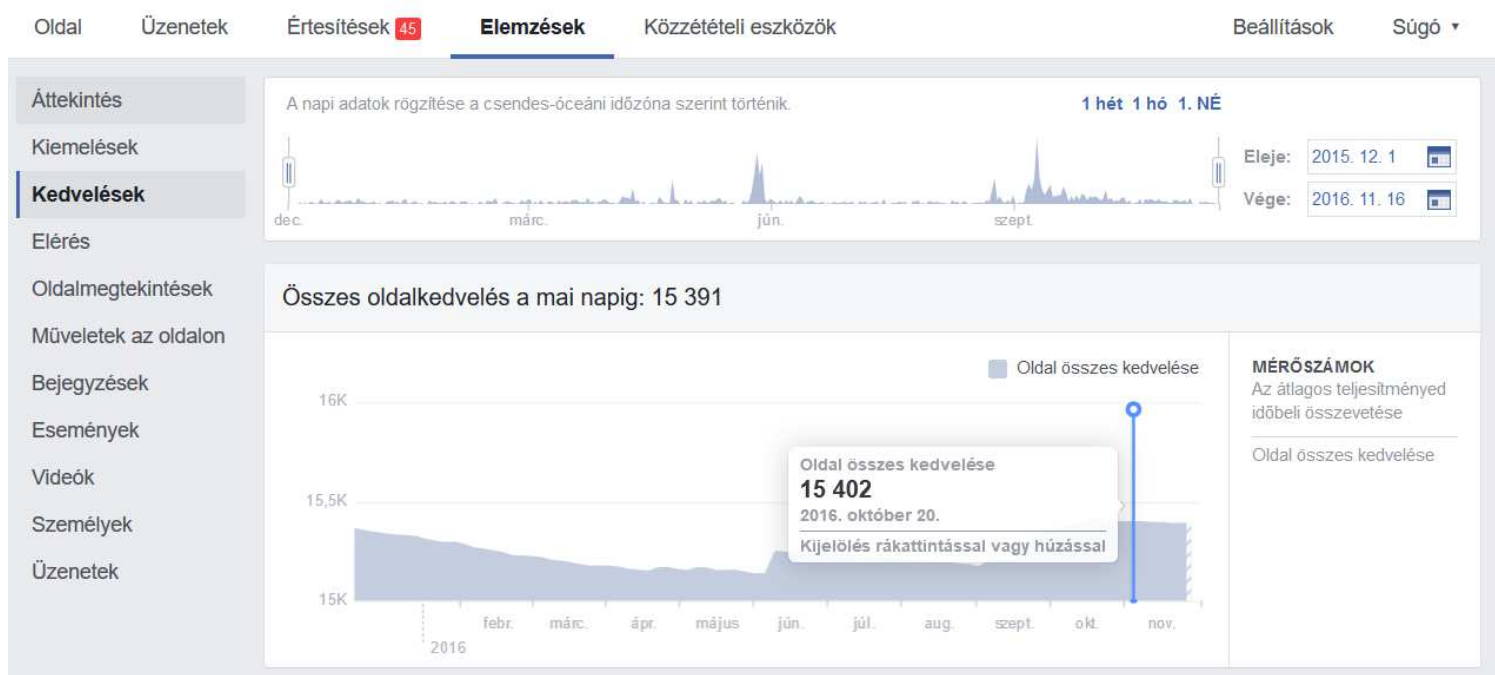 Oldal Üzenetek Értesítések 45 Elemzések Közzétételi eszközök Beállítások Súgó
Áttekintés
Kiemelések
Kedvelések
Elérés
Oldalmegtekintések
Műveletek az oldalon
Bejegyzések
Események
Videók
Személyek
Üzenetek
A napi adatok rögzítése a csendes-óceáni időzóna szerint történik.
1 hét 1 hó 1. NÉ
Eleje: 2015. 12. 1
Vége: 2016. 11. 16
dec. márc. jún. szept.
Összes oldalkedvelés a mai napig: 15 391
Oldal összes kedvelése
16K
15,5K
15K
Oldal összes kedvelése
15 402
2016. október 20.
Kijelölés rákattintással vagy húzással
febr. márc. ápr. május jún. júl. aug. szept. okt. nov.
2016
MÉRŐSZÁMOK
Az átlagos teljesítményed
időbeli összevetése
Oldal összes kedvelése